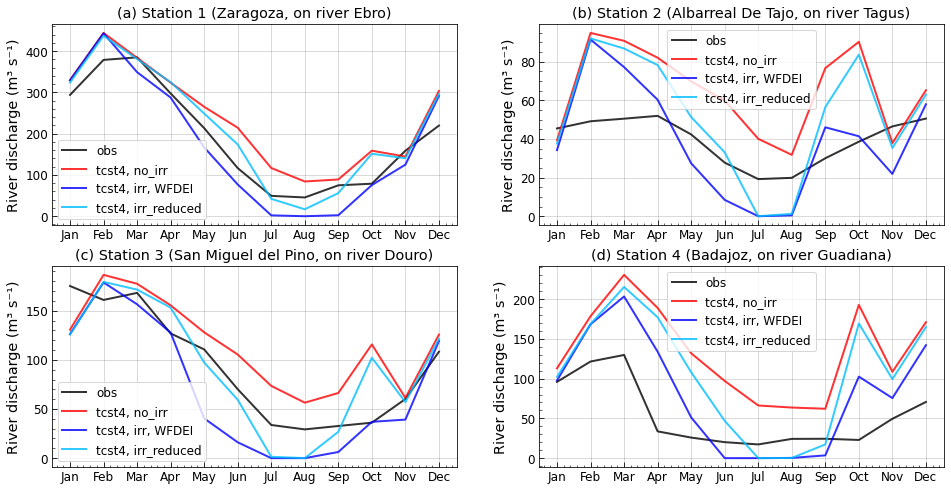 (a) Station 1 (Zaragoza, on river Ebro)
River discharge (m³ s⁻¹)
400
300
200
100
0
obs
tcst4, no_irr
tcst4, irr, WFDEI
tcst4, irr_reduced
Jan Feb Mar Apr May Jun Jul Aug Sep Oct Nov Dec
(b) Station 2 (Albarreal De Tajo, on river Tagus)
River discharge (m³ s⁻¹)
80
60
40
20
0
obs
tcst4, no_irr
tcst4, irr, WFDEI
tcst4, irr_reduced
Jan Feb Mar Apr May Jun Jul Aug Sep Oct Nov Dec
(c) Station 3 (San Miguel del Pino, on river Douro)
River discharge (m³ s⁻¹)
150
100
50
0
obs
tcst4, no_irr
tcst4, irr, WFDEI
tcst4, irr_reduced
Jan Feb Mar Apr May Jun Jul Aug Sep Oct Nov Dec
(d) Station 4 (Badajoz, on river Guadiana)
River discharge (m³ s⁻¹)
200
150
100
50
0
obs
tcst4, no_irr
tcst4, irr, WFDEI
tcst4, irr_reduced
Jan Feb Mar Apr May Jun Jul Aug Sep Oct Nov Dec